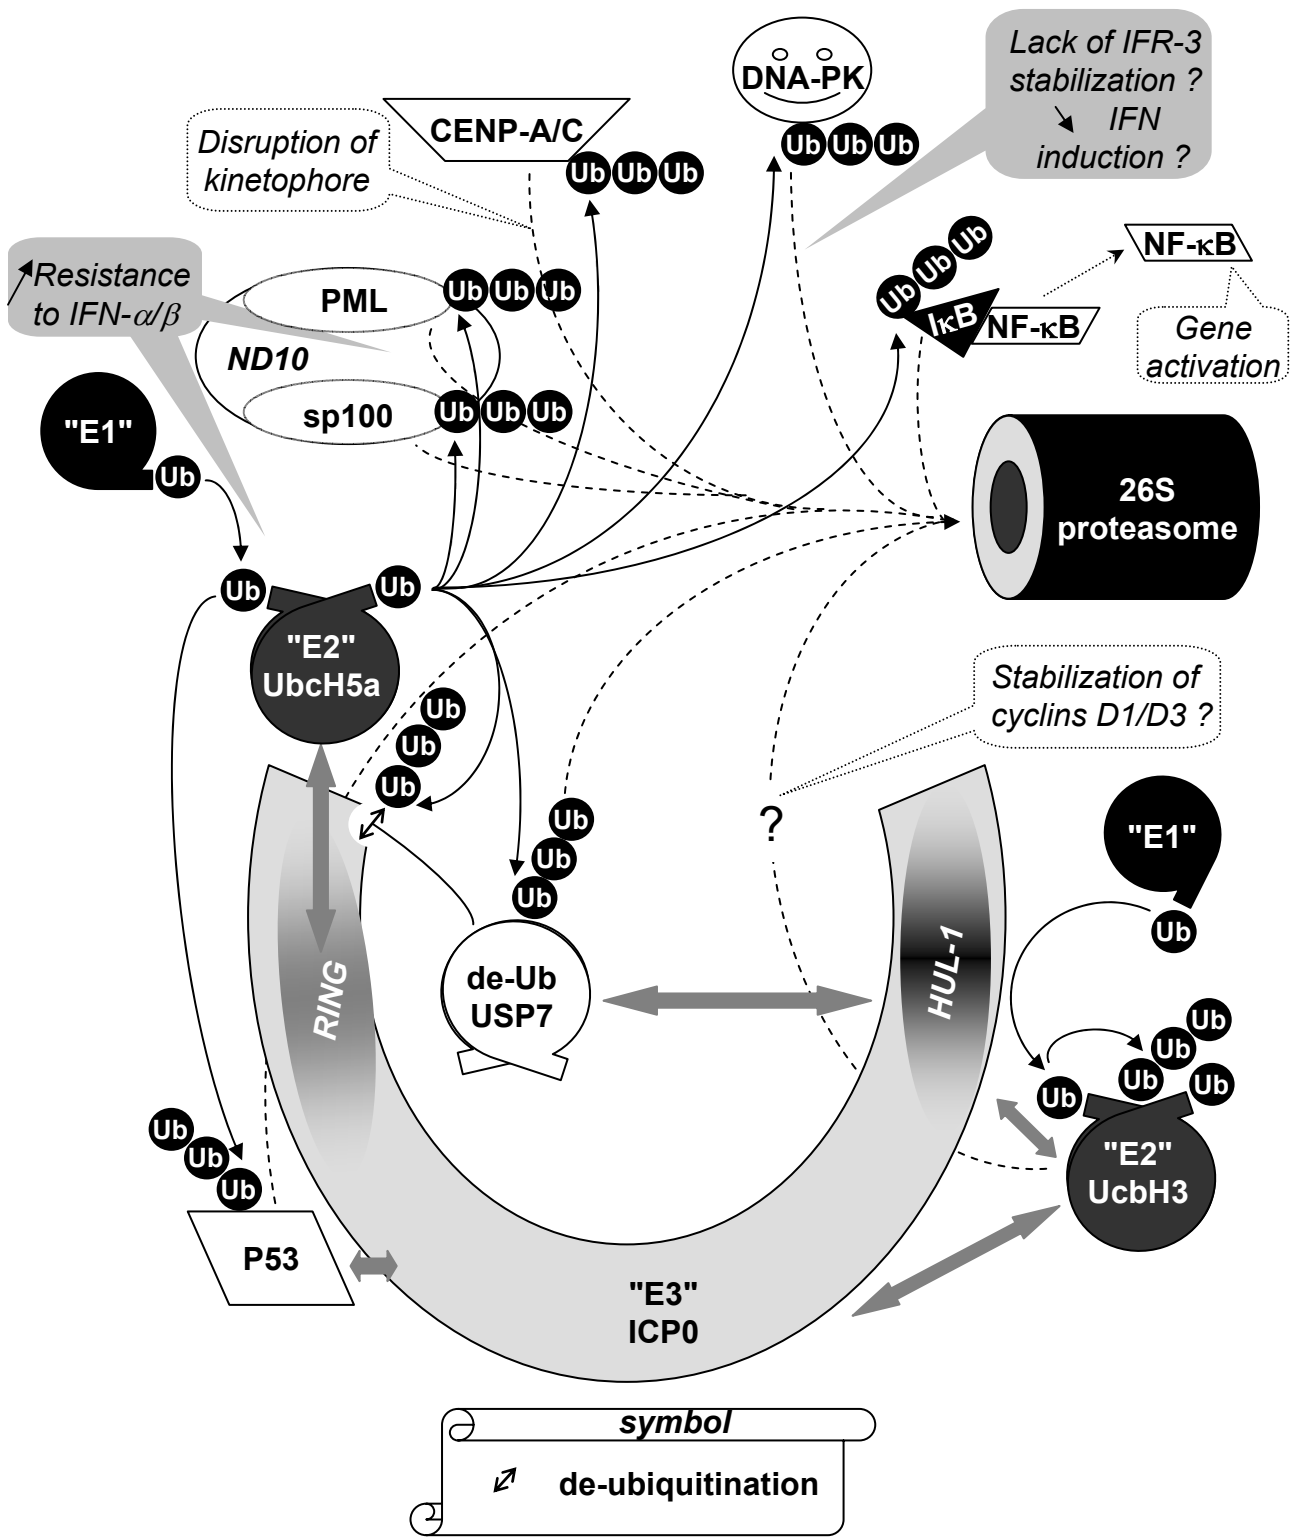 Lack of IFR-3
stabilization ?
IFN
induction ?
DNA-PK
Ub Ub Ub
CENP-A/C
Ub Ub Ub
Disruption of
kinetophore
Resistance
to IFN-α/β
PML
Ub Ub Ub
ND10
sp100
Ub Ub Ub
Ub
Ub
Ub
IκB
NF-κB
NF-κB
Gene
activation
"E1"
Ub
26S
proteasome
Ub
Ub
"E2"
UbcH5a
Ub
Ub
Ub
Stabilization of
cyclins D1/D3 ?
?
Ub
Ub
Ub
"E1"
Ub
RING
de-Ub
USP7
HUL-1
Ub
Ub
Ub
Ub
Ub
"E2"
UcbH3
Ub
Ub
Ub
P53
"E3"
ICP0
symbol
de-ubiquitination